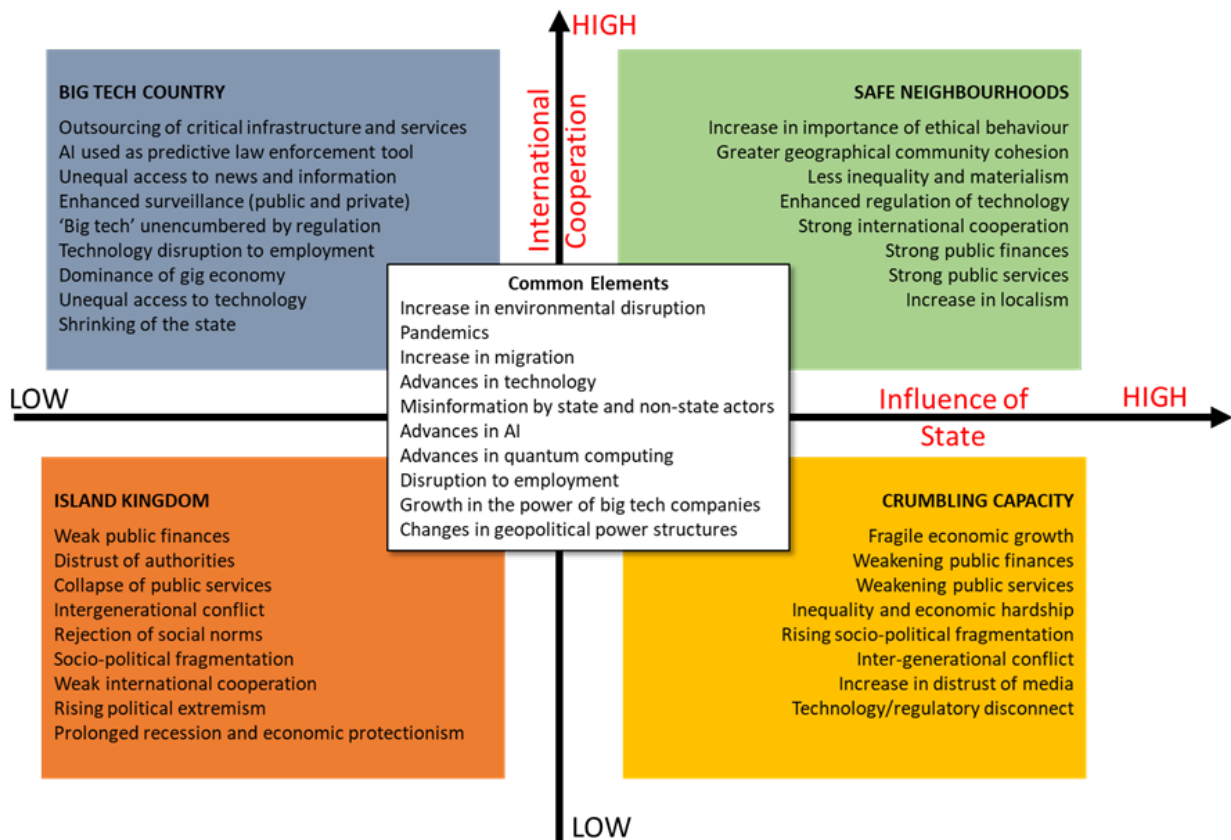 HIGH
International
Cooperation
BIG TECH COUNTRY
Outsourcing of critical infrastructure and services
AI used as predictive law enforcement tool
Unequal access to news and information
Enhanced surveillance (public and private)
‘Big tech’ unencumbered by regulation
Technology disruption to employment
Dominance of gig economy
Unequal access to technology
Shrinking of the state
SAFE NEIGHBOURHOODS
Increase in importance of ethical behaviour
Greater geographical community cohesion
Less inequality and materialism
Enhanced regulation of technology
Strong international cooperation
Strong public finances
Strong public services
Increase in localism
Common Elements
Increase in environmental disruption
Pandemics
Increase in migration
Advances in technology
Misinformation by state and non-state actors
Advances in AI
Advances in quantum computing
Disruption to employment
Growth in the power of big tech companies
Changes in geopolitical power structures
LOW
Influence of
State
HIGH
ISLAND KINGDOM
Weak public finances
Distrust of authorities
Collapse of public services
Intergenerational conflict
Rejection of social norms
Socio-political fragmentation
Weak international cooperation
Rising political extremism
Prolonged recession and economic protectionism
CRUMBLING CAPACITY
Fragile economic growth
Weakening public finances
Weakening public services
Inequality and economic hardship
Rising socio-political fragmentation
Inter-generational conflict
Increase in distrust of media
Technology/regulatory disconnect
LOW